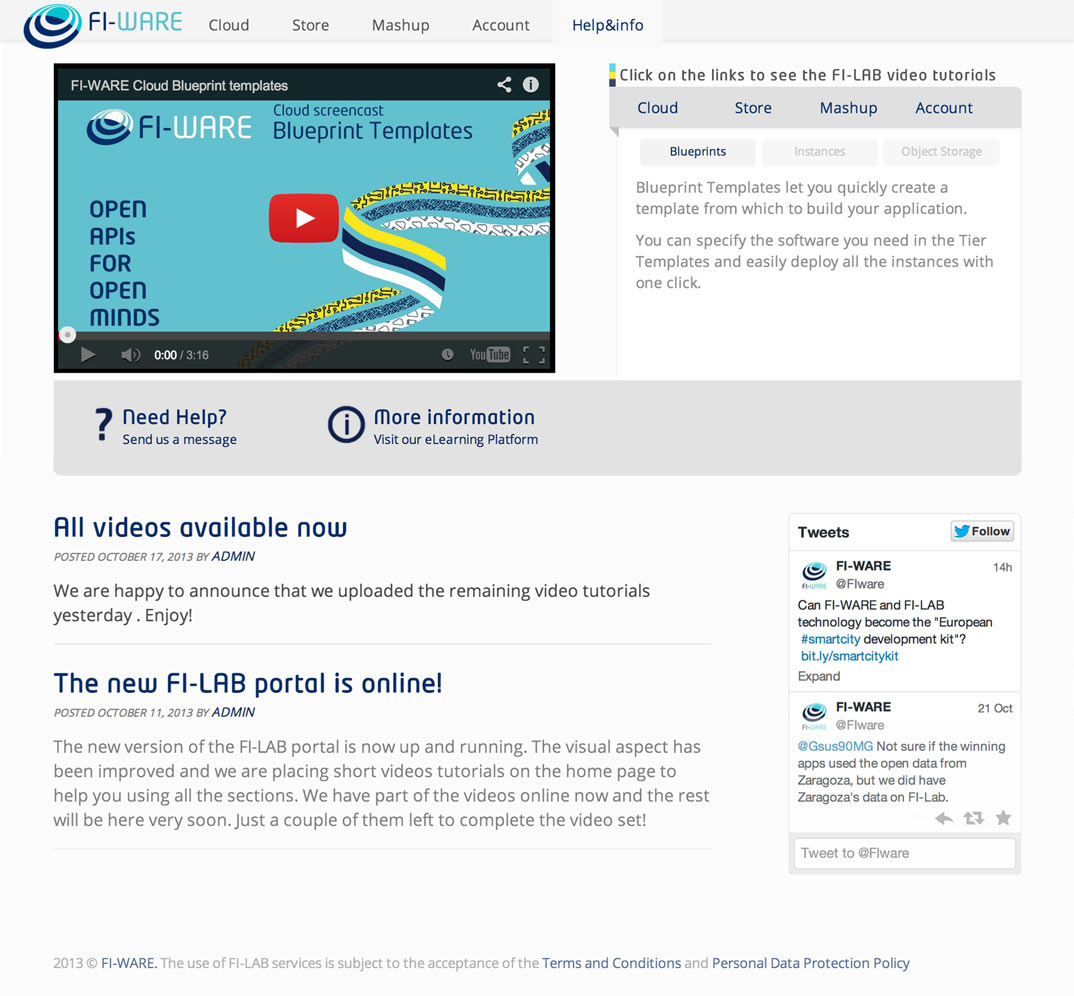 FI-WARE
Cloud
Store
Mashup
Account
Help&info
FI-WARE Cloud Blueprint templates
FI-WARE
Cloud screencast
Blueprint Templates
OPEN
APIs
FOR
OPEN
MINDS
0:00 / 3:16
YouTube
Click on the links to see the FI-LAB video tutorials
Cloud
Store
Mashup
Account
Blueprints
Instances
Object Storage
Blueprint Templates let you quickly create a
template from which to build your application.
You can specify the software you need in the Tier
Templates and easily deploy all the instances with
one click.
Need Help?
Send us a message
More information
Visit our eLearning Platform
All videos available now
POSTED OCTOBER 17, 2013 BY ADMIN
We are happy to announce that we uploaded the remaining video tutorials
yesterday . Enjoy!
The new FI-LAB portal is online!
POSTED OCTOBER 11, 2013 BY ADMIN
The new version of the FI-LAB portal is now up and running. The visual aspect has
been improved and we are placing short videos tutorials on the home page to
help you using all the sections. We have part of the videos online now and the rest
will be here very soon. Just a couple of them left to complete the video set!
Tweets
Follow
FI-WARE
FI-WARE
14h
@FIware
Can FI-WARE and FI-LAB
technology become the "European
#smartcity development kit"?
bit.ly/smartcitykit
Expand
FI-WARE
FI-WARE
21 Oct
@FIware
@Gsus90MG Not sure if the winning
apps used the open data from
Zaragoza, but we did have
Zaragoza's data on FI-Lab.
Tweet to @FIware
2013 © FI-WARE. The use of FI-LAB services is subject to the acceptance of the Terms and Conditions and Personal Data Protection Policy